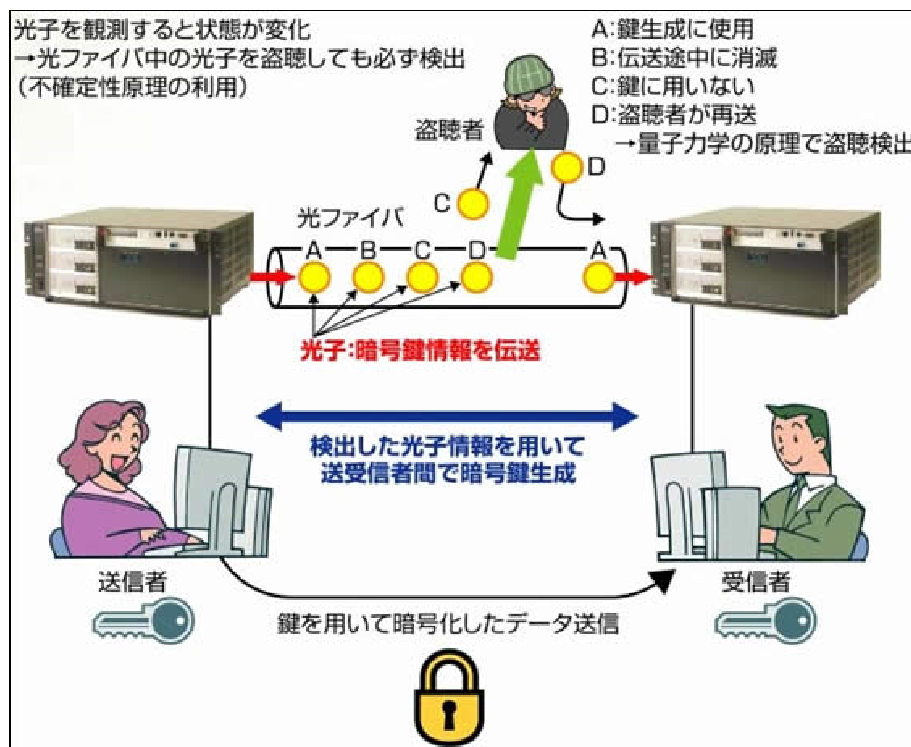 光子を観測すると状態が変化
→光ファイバ中の光子を盗聴しても必ず検出
(不確定性原理の利用)
A:鍵生成に使用
B:伝送途中に消滅
C:鍵に用いない
D:盗聴者が再送
→量子力学の原理で盗聴検出
盗聴者
D
C
光ファイバ
A B C D A
光子:暗号鍵情報を伝送
検出した光子情報を用いて
送受信者間で暗号鍵生成
送信者
受信者
鍵を用いて暗号化したデータ送信